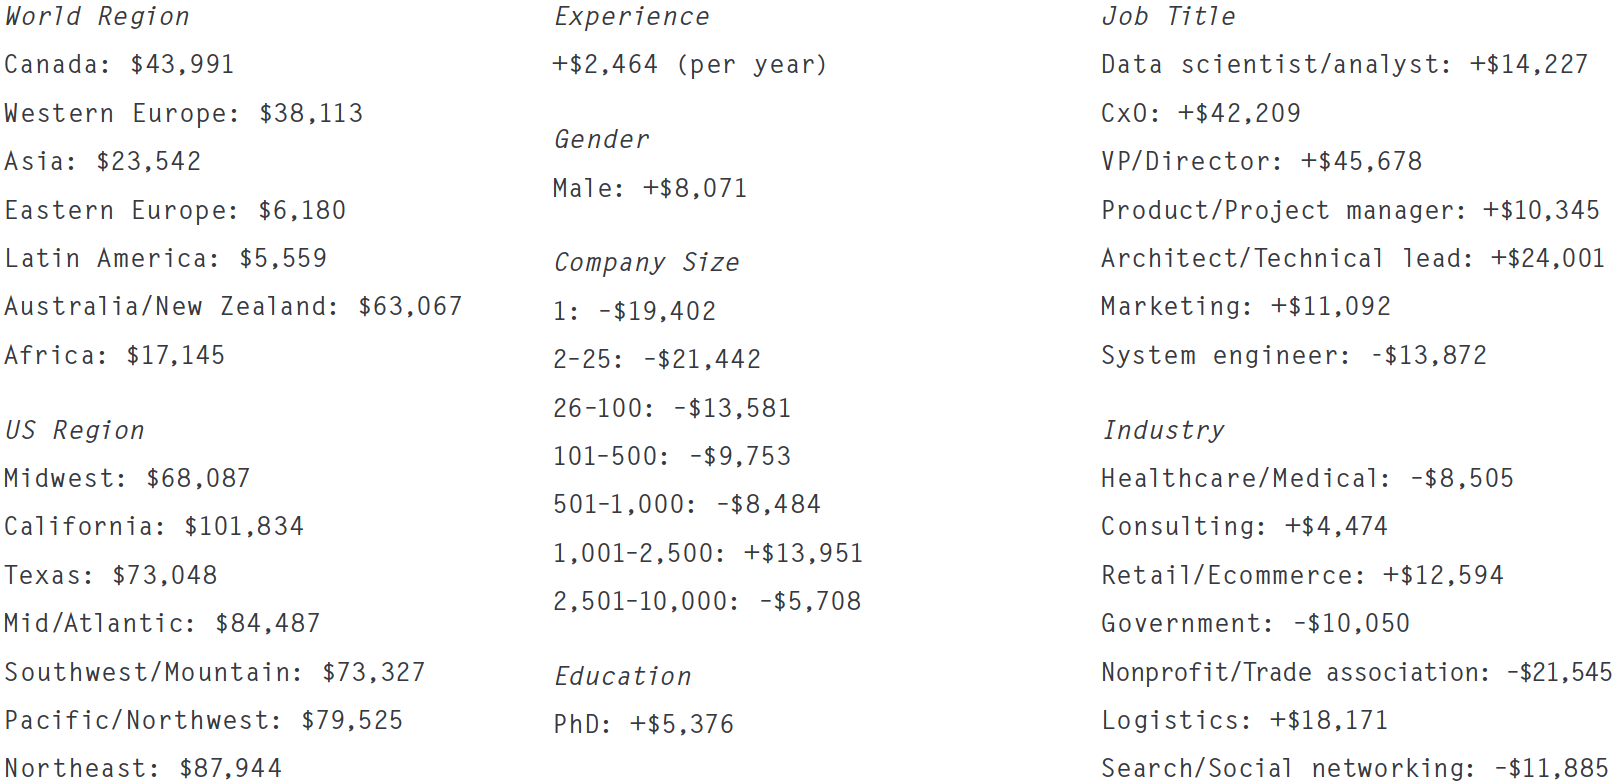 World Region
Canada: $43,991
Western Europe: $38,113
Asia: $23,542
Eastern Europe: $6,180
Latin America: $5,559
Australia/New Zealand: $63,067
Africa: $17,145
US Region
Midwest: $68,087
California: $101,834
Texas: $73,048
Mid/Atlantic: $84,487
Southwest/Mountain: $73,327
Pacific/Northwest: $79,525
Northeast: $87,944
Experience
+$2,464 (per year)
Gender
Male: +$8,071
Company Size
1: -$19,402
2-25: -$21,442
26-100: -$13,581
101-500: -$9,753
501-1,000: -$8,484
1,001-2,500: +$13,951
2,501-10,000: -$5,708
Education
PhD: +$5,376
Job Title
Data scientist/analyst: +$14,227
CxO: +$42,209
VP/Director: +$45,678
Product/Project manager: +$10,345
Architect/Technical lead: +$24,001
Marketing: +$11,092
System engineer: -$13,872
Industry
Healthcare/Medical: -$8,505
Consulting: +$4,474
Retail/Ecommerce: +$12,594
Government: -$10,050
Nonprofit/Trade association: -$21,545
Logistics: +$18,171
Search/Social networking: -$11,885